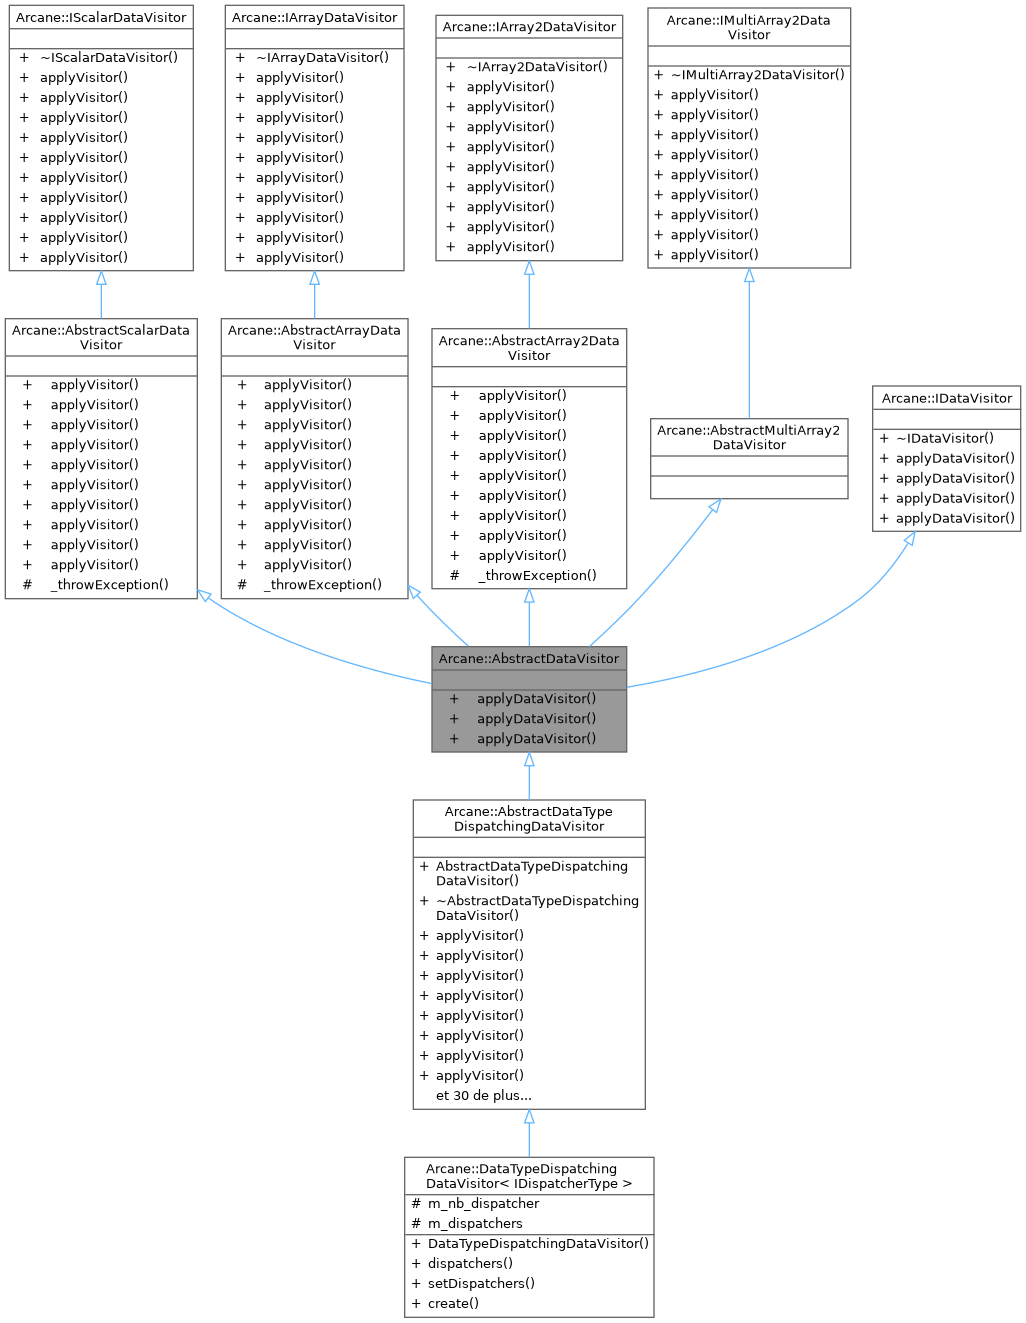 Arcane::IScalarDataVisitor
+ ~IScalarDataVisitor()
+ applyVisitor()
+ applyVisitor()
+ applyVisitor()
+ applyVisitor()
+ applyVisitor()
+ applyVisitor()
+ applyVisitor()
+ applyVisitor()
+ applyVisitor()
+ applyVisitor()
Arcane::IArrayDataVisitor
+ ~IArrayDataVisitor()
+ applyVisitor()
+ applyVisitor()
+ applyVisitor()
+ applyVisitor()
+ applyVisitor()
+ applyVisitor()
+ applyVisitor()
+ applyVisitor()
+ applyVisitor()
+ applyVisitor()
Arcane::IArray2DataVisitor
+ ~IArray2DataVisitor()
+ applyVisitor()
+ applyVisitor()
+ applyVisitor()
+ applyVisitor()
+ applyVisitor()
+ applyVisitor()
+ applyVisitor()
+ applyVisitor()
+ applyVisitor()
Arcane::IMultiArray2Data
Visitor
+ ~IMultiArray2DataVisitor()
+ applyVisitor()
+ applyVisitor()
+ applyVisitor()
+ applyVisitor()
+ applyVisitor()
+ applyVisitor()
+ applyVisitor()
+ applyVisitor()
+ applyVisitor()
Arcane::AbstractScalarData
Visitor
+ applyVisitor()
+ applyVisitor()
+ applyVisitor()
+ applyVisitor()
+ applyVisitor()
+ applyVisitor()
+ applyVisitor()
+ applyVisitor()
+ applyVisitor()
+ applyVisitor()
# _throwException()
Arcane::AbstractArrayData
Visitor
+ applyVisitor()
+ applyVisitor()
+ applyVisitor()
+ applyVisitor()
+ applyVisitor()
+ applyVisitor()
+ applyVisitor()
+ applyVisitor()
+ applyVisitor()
+ applyVisitor()
# _throwException()
Arcane::AbstractArray2Data
Visitor
+ applyVisitor()
+ applyVisitor()
+ applyVisitor()
+ applyVisitor()
+ applyVisitor()
+ applyVisitor()
+ applyVisitor()
+ applyVisitor()
+ applyVisitor()
# _throwException()
Arcane::AbstractMultiArray2
DataVisitor
Arcane::IDataVisitor
+ ~IDataVisitor()
+ applyDataVisitor()
+ applyDataVisitor()
+ applyDataVisitor()
+ applyDataVisitor()
Arcane::AbstractDataVisitor
+ applyDataVisitor()
+ applyDataVisitor()
+ applyDataVisitor()
Arcane::AbstractDataType
DispatchingDataVisitor
+ AbstractDataTypeDispatching
DataVisitor()
+ ~AbstractDataTypeDispatching
DataVisitor()
+ applyVisitor()
+ applyVisitor()
+ applyVisitor()
+ applyVisitor()
+ applyVisitor()
+ applyVisitor()
+ applyVisitor()
+ applyVisitor()
et 30 de plus...
Arcane::DataTypeDispatching
DataVisitor< IDispatcherType >
# m_nb_dispatcher
# m_dispatchers
+ DataTypeDispatchingDataVisitor()
+ dispatchers()
+ setDispatchers()
+ create()